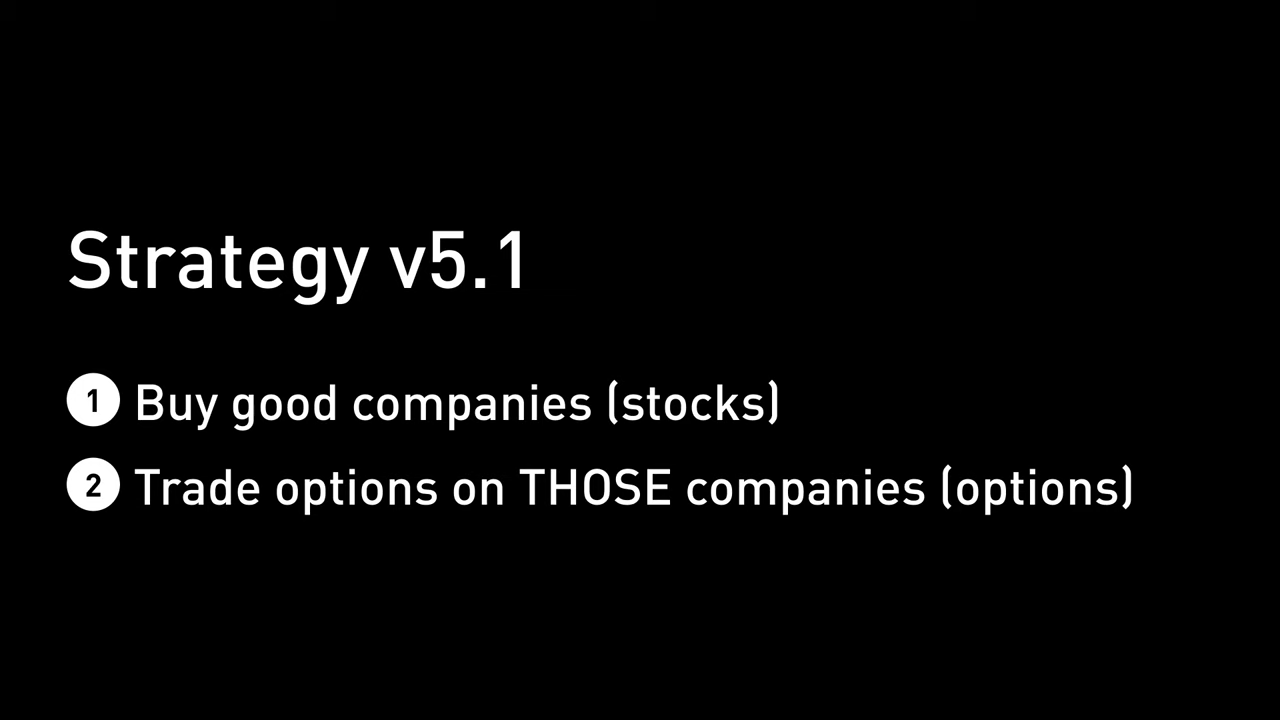 Strategy v5.1
1 Buy good companies (stocks)
2 Trade options on THOSE companies (options)